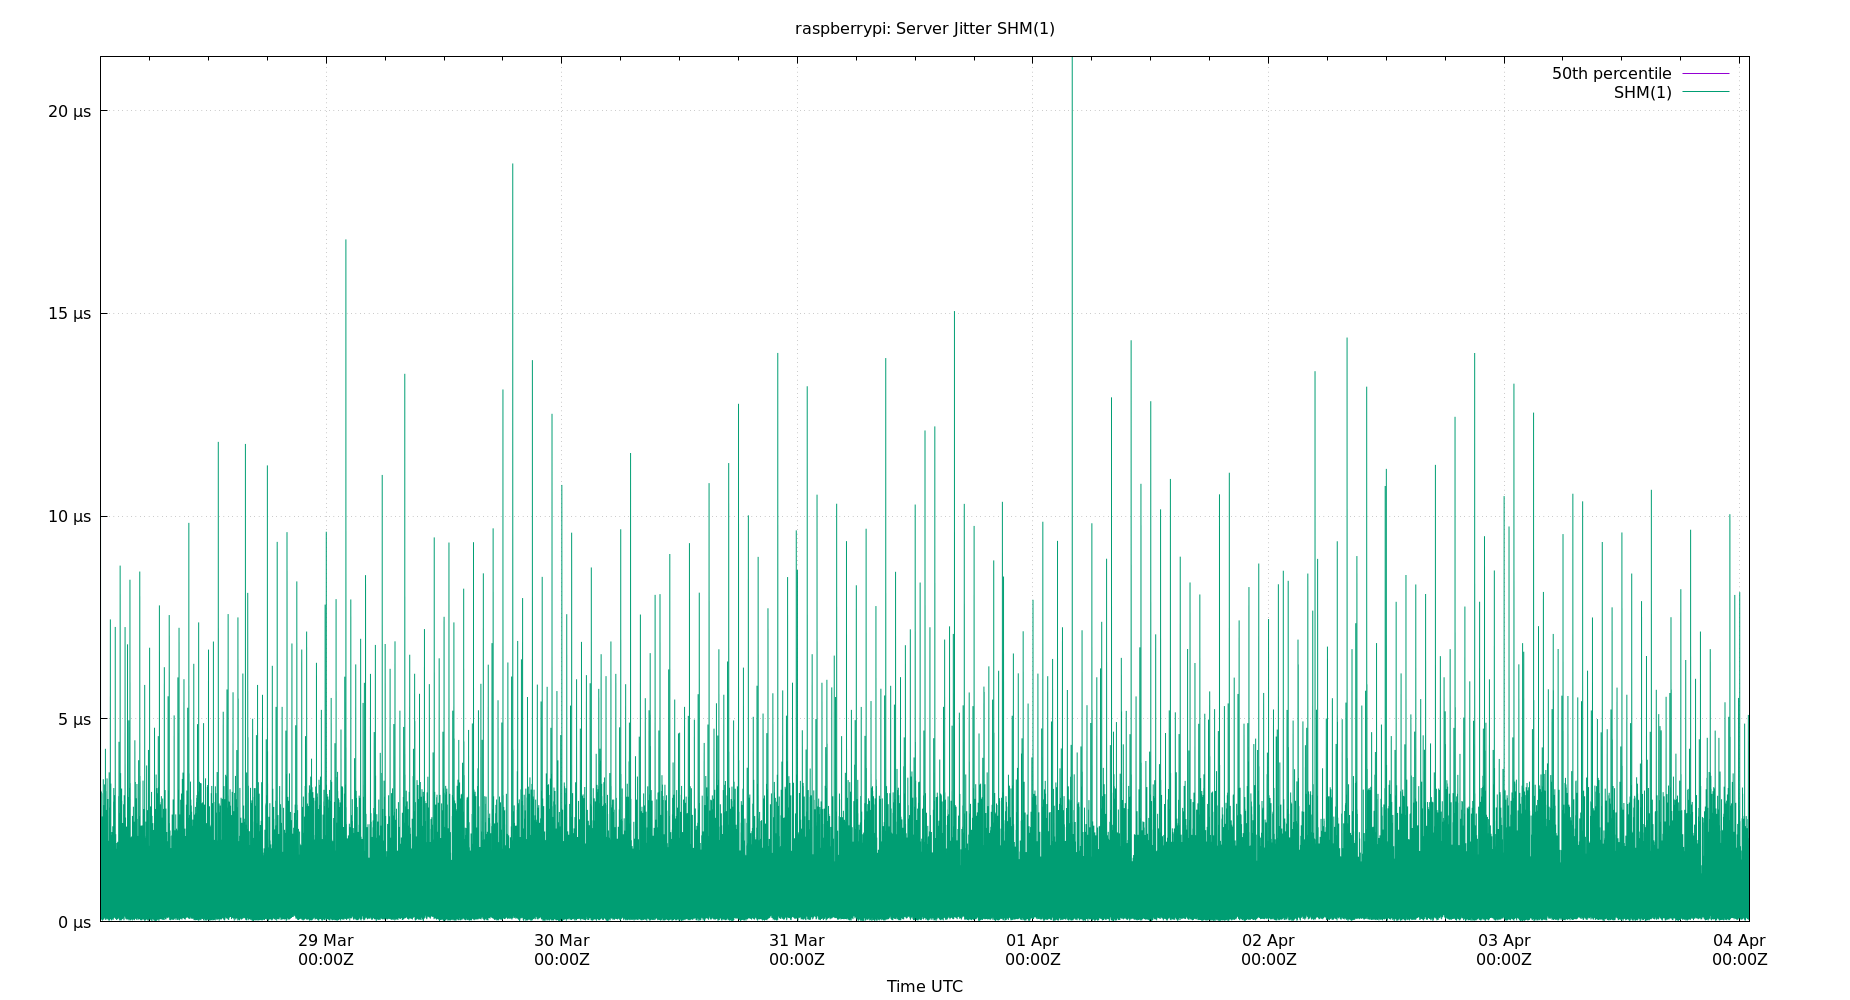 raspberrypi: Server Jitter SHM(1)
50th percentile
SHM(1)
20 µs
15 µs
10 µs
5 µs
0 µs
29 Mar
00:00Z
30 Mar
00:00Z
31 Mar
00:00Z
01 Apr
00:00Z
02 Apr
00:00Z
03 Apr
00:00Z
04 Apr
00:00Z
Time UTC